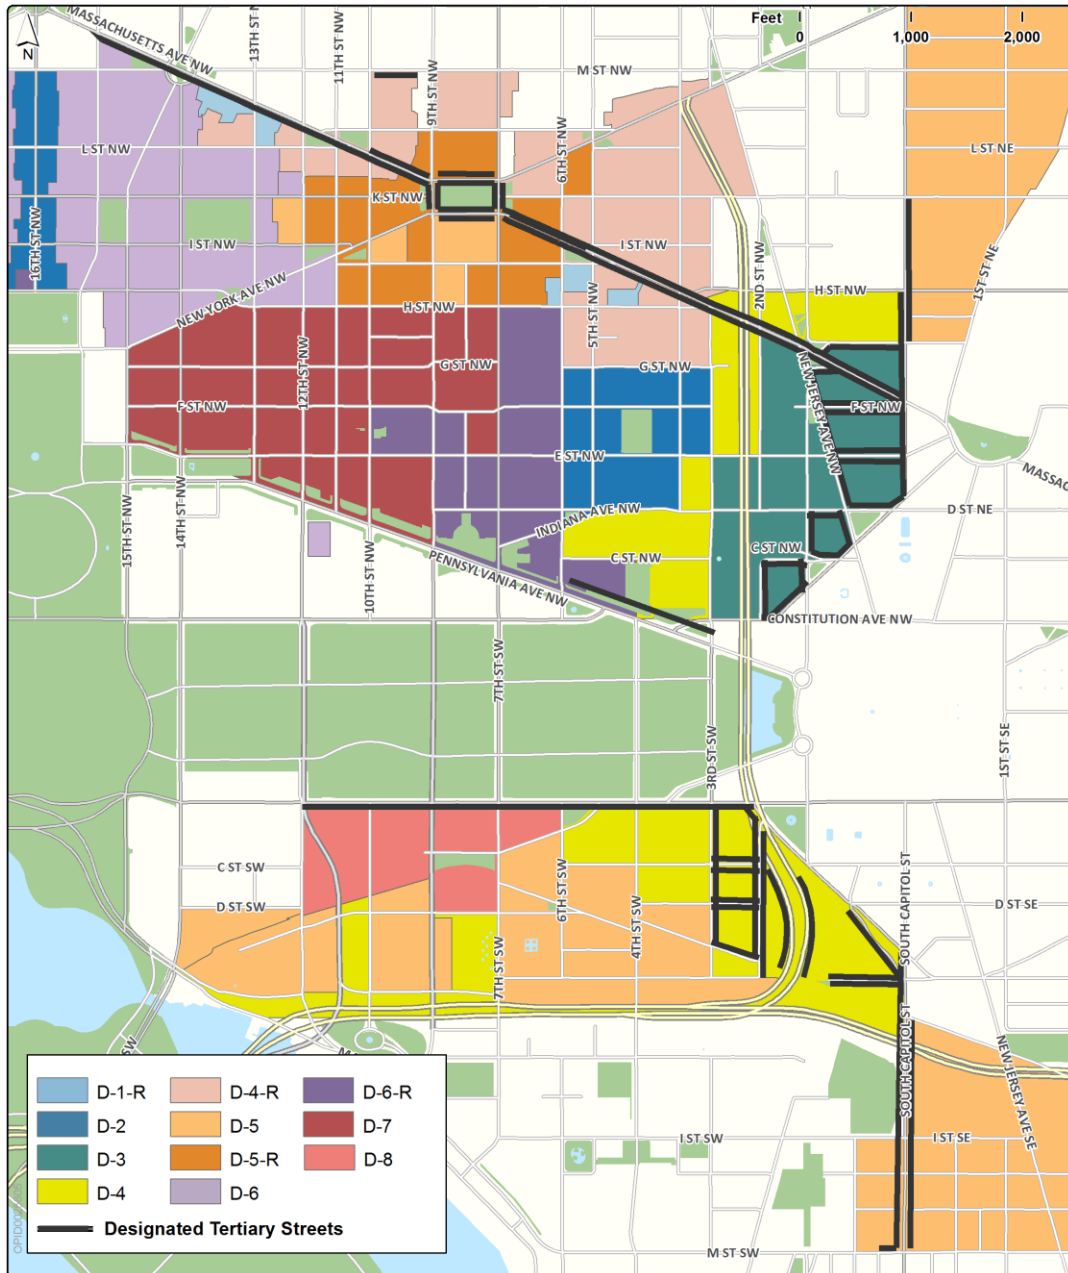 MASSACHUSETTS AVE NW
13TH ST N
11TH ST NW
9TH ST NW
M ST NW
Feet
0
1,000
2,000
N
L ST NW
6TH ST NW
L ST NE
K ST NW
16TH ST NW
I ST NW
I ST NW
2ND ST NW
1ST ST NE
NEW YORK AVE NW
H ST NW
H ST NW
5TH ST NW
12TH ST NW
G ST NW
G ST NW
NEW JERSEY AVE NW
F ST NW
F ST NW
E ST NW
MASSAC
15TH ST NW
14TH ST NW
INDIANA AVE NW
D ST NE
10TH ST NW
PENNSYLVANIA AVE NW
C ST NW
C ST NW
CONSTITUTION AVE NW
7TH ST SW
3RD ST SW
1ST ST SE
C ST SW
6TH ST SW
D ST SW
4TH ST SW
SOUTH CAPITOL ST
D ST SE
7TH ST SW
SW
MA
SOUTH CAPITOL ST
NEW JERSEY AVE SE
I ST SW
I ST SE
M ST SW
D-1-R
D-4-R
D-6-R
D-2
D-5
D-7
D-3
D-5-R
D-8
D-4
D-6
Designated Tertiary Streets